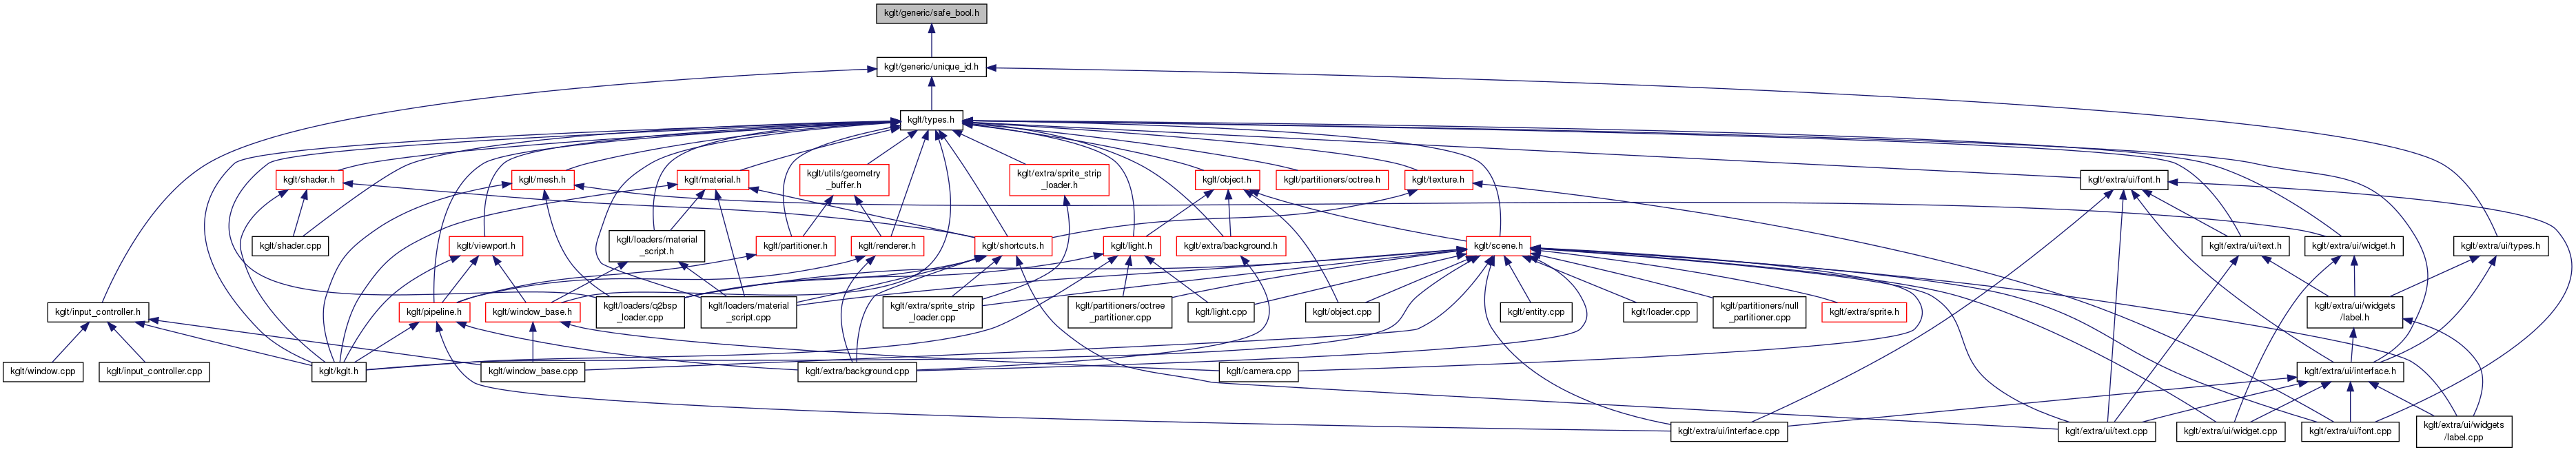 kglt/generic/safe_bool.h
kglt/generic/unique_id.h
kglt/types.h
kglt/shader.h
kglt/mesh.h
kglt/material.h
kglt/utils/geometry
_buffer.h
kglt/extra/sprite_strip
_loader.h
kglt/object.h
kglt/partitioners/octree.h
kglt/texture.h
kglt/extra/ui/font.h
kglt/shader.cpp
kglt/viewport.h
kglt/loaders/material
_script.h
kglt/partitioner.h
kglt/renderer.h
kglt/shortcuts.h
kglt/light.h
kglt/extra/background.h
kglt/scene.h
kglt/extra/ui/text.h
kglt/extra/ui/widget.h
kglt/extra/ui/types.h
kglt/input_controller.h
kglt/pipeline.h
kglt/window_base.h
kglt/loaders/q2bsp
_loader.cpp
kglt/loaders/material
_script.cpp
kglt/extra/sprite_strip
_loader.cpp
kglt/partitioners/octree
_partitioner.cpp
kglt/light.cpp
kglt/object.cpp
kglt/entity.cpp
kglt/loader.cpp
kglt/partitioners/null
_partitioner.cpp
kglt/extra/sprite.h
kglt/extra/ui/widgets
/label.h
kglt/window.cpp
kglt/input_controller.cpp
kglt/kglt.h
kglt/window_base.cpp
kglt/extra/background.cpp
kglt/camera.cpp
kglt/extra/ui/interface.h
kglt/extra/ui/interface.cpp
kglt/extra/ui/text.cpp
kglt/extra/ui/widget.cpp
kglt/extra/ui/font.cpp
kglt/extra/ui/widgets
/label.cpp